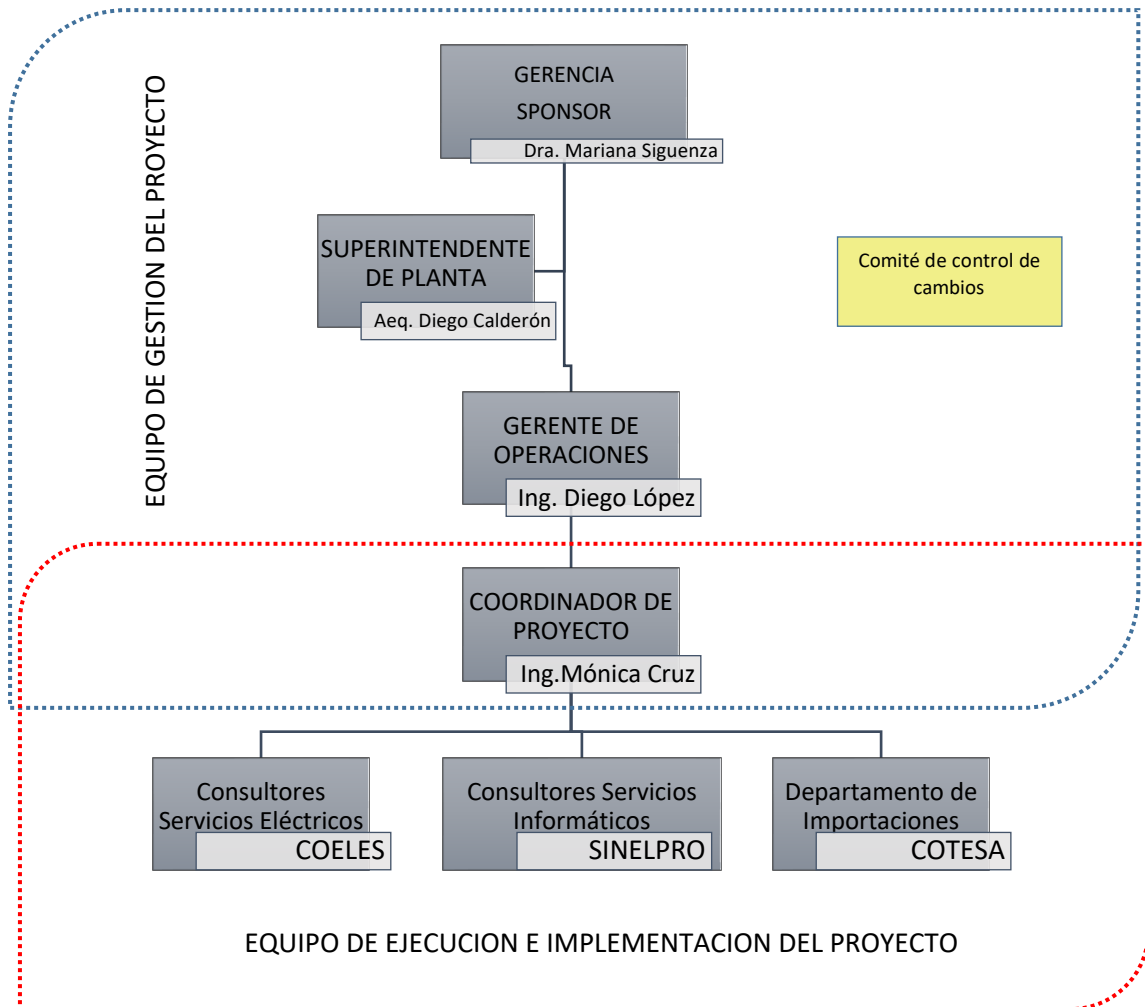 GERENCIA
SPONSOR
Dra. Mariana Siguenza
EQUIPO DE GESTION DEL PROYECTO
SUPERINTENDENTE
DE PLANTA
Aeq. Diego Calderón
Comité de control de
cambios
GERENTE DE
OPERACIONES
Ing. Diego López
COORDINADOR DE
PROYECTO
Ing.Mónica Cruz
Consultores
Servicios Eléctricos
COELES
Consultores Servicios
Informáticos
SINELPRO
Departamento de
Importaciones
COTESA
EQUIPO DE EJECUCION E IMPLEMENTACION DEL PROYECTO